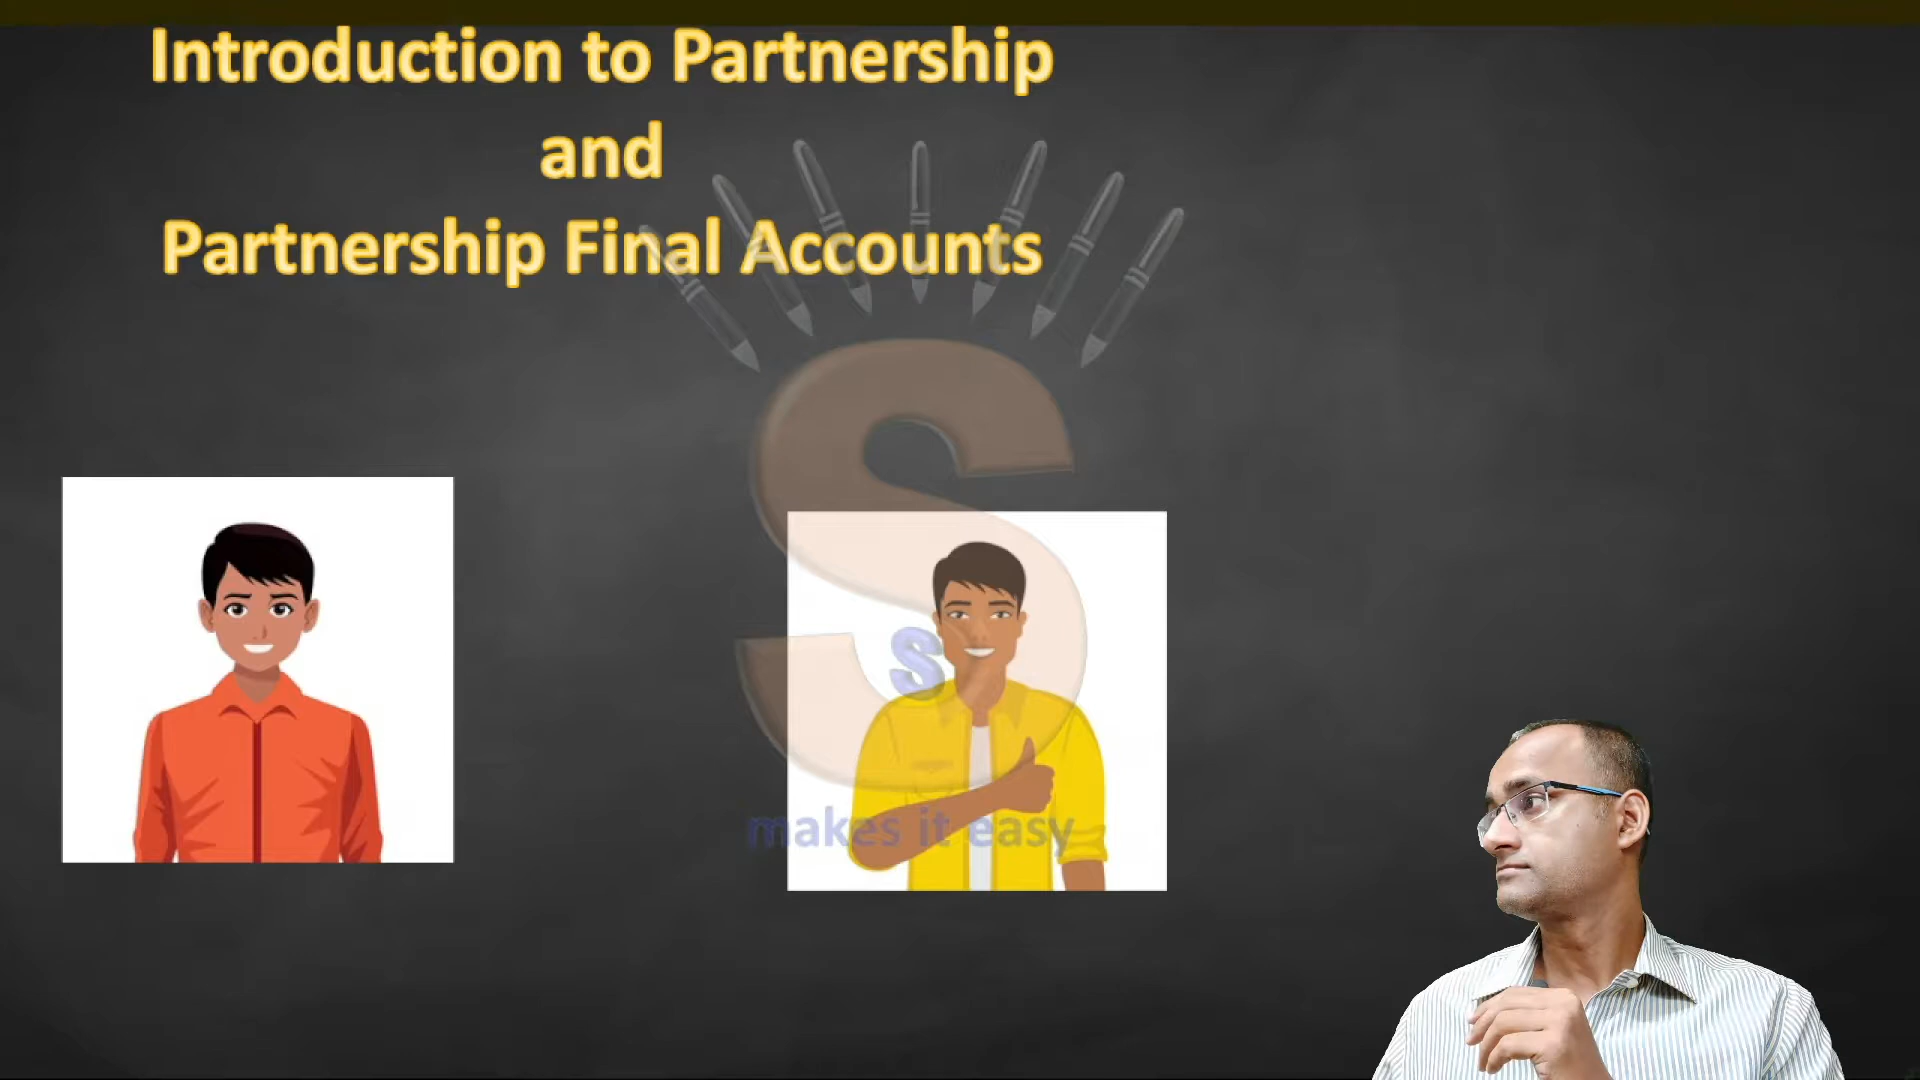 Introduction to Partnership
and
Partnership Final Accounts
S
s
makes it easy